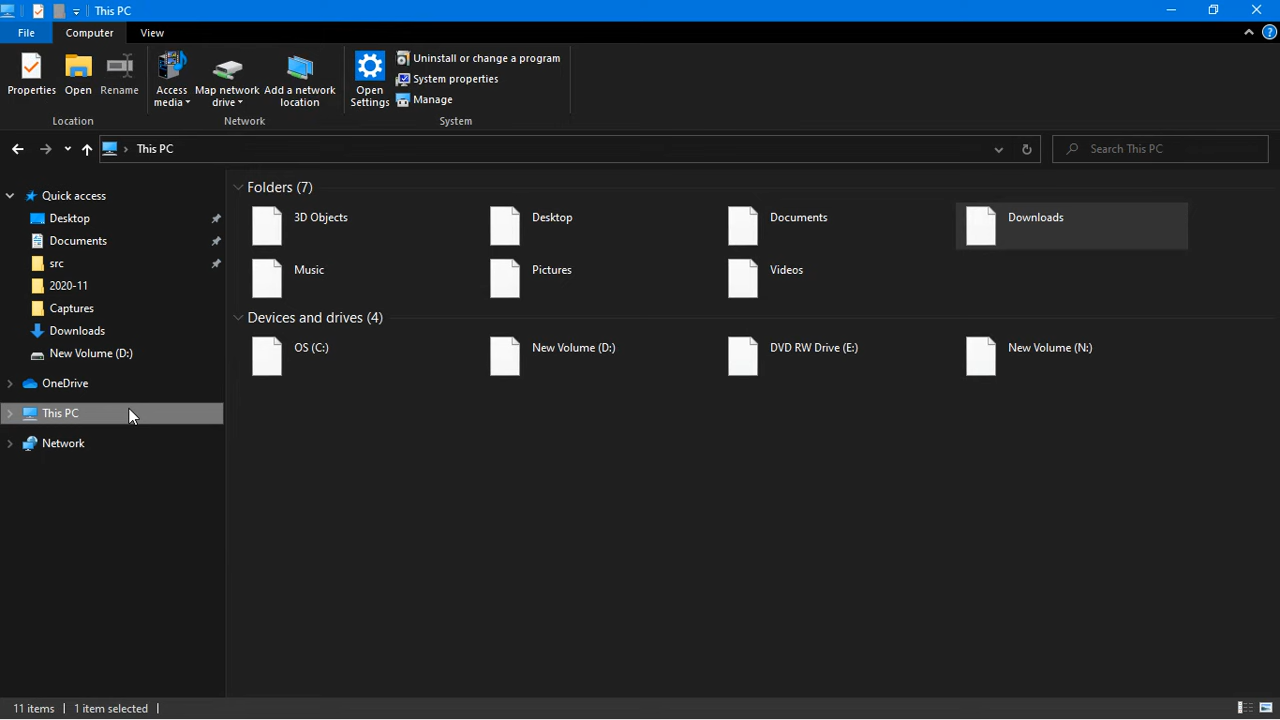 This PC
File Computer View
Properties Open Rename Access media Map network drive Add a network location Open Settings Uninstall or change a program
System properties
Manage
Location Network System
This PC Search This PC
Quick access
Desktop
Documents
src
2020-11
Captures
Downloads
New Volume (D:)
OneDrive
This PC
Network
Folders (7)
3D Objects Desktop Documents Downloads
Music Pictures Videos
Devices and drives (4)
OS (C:) New Volume (D:) DVD RW Drive (E:) New Volume (N:)
11 items 1 item selected